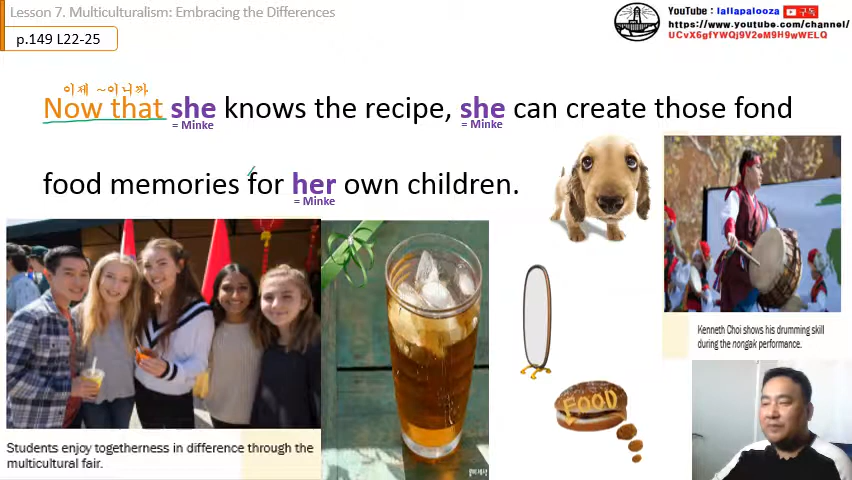 Lesson 7. Multiculturalism: Embracing the Differences
YouTube : lallapalooza 구독
https://www.youtube.com/channel/
UCvX6gfYWQj9V2eM9H9wWELQ
p.149 L22-25
이제 ~이니까
Now that she knows the recipe, she can create those fond
= Minke
= Minke
food memories for her own children.
= Minke
FOOD
Kenneth Choi shows his drumming skill
during the nongak performance.
Students enjoy togetherness in difference through the
multicultural fair.